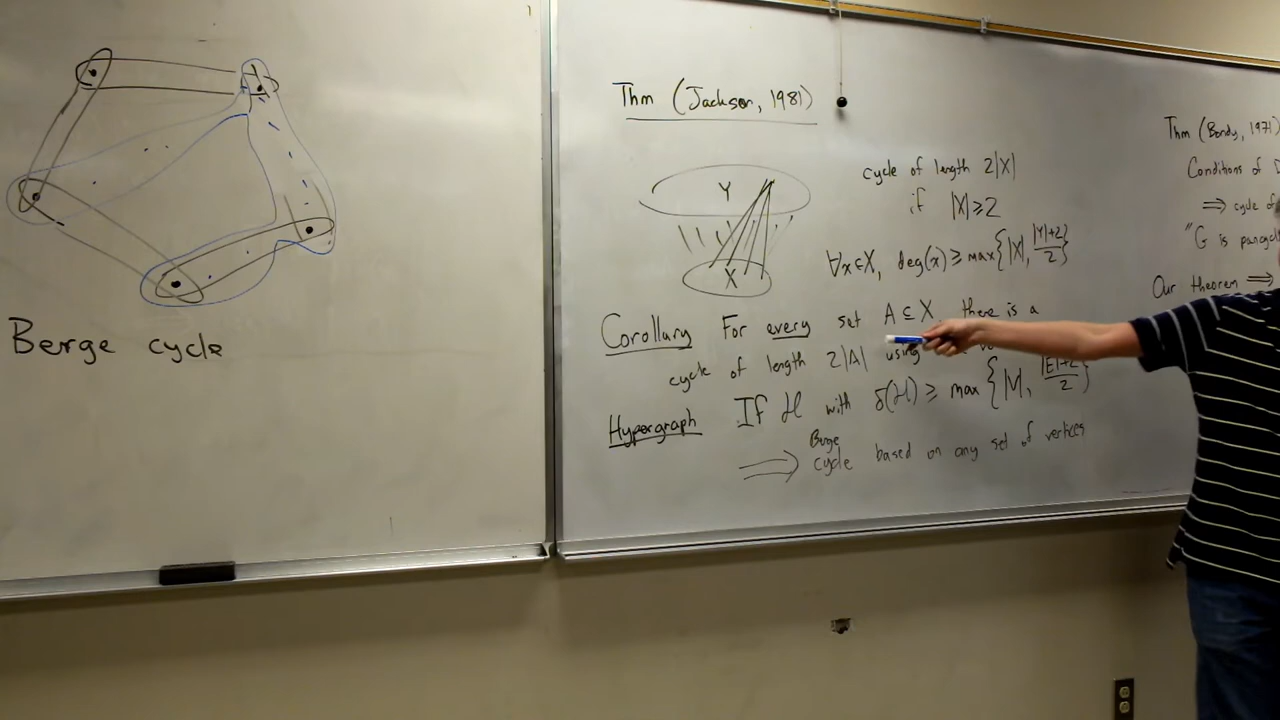 Berge cycle
Thm (Jackson, 1981)
Y
X
cycle of length 2|X|
if |X| ≥ 2
∀x∈X, deg(x) ≥ max{|X|, |Y|+2/2}
Corollary For every set A ⊆ X, there is a
cycle of length 2|A| using
Hypergraph If H with δ(H) ≥ max {|V|, |E|+2/2}
⟹ Berge cycle based on any set of vertices
Thm (Bondy, 1971)
Conditions of
⟹ cycle of
"G is
Our theorem ⟹